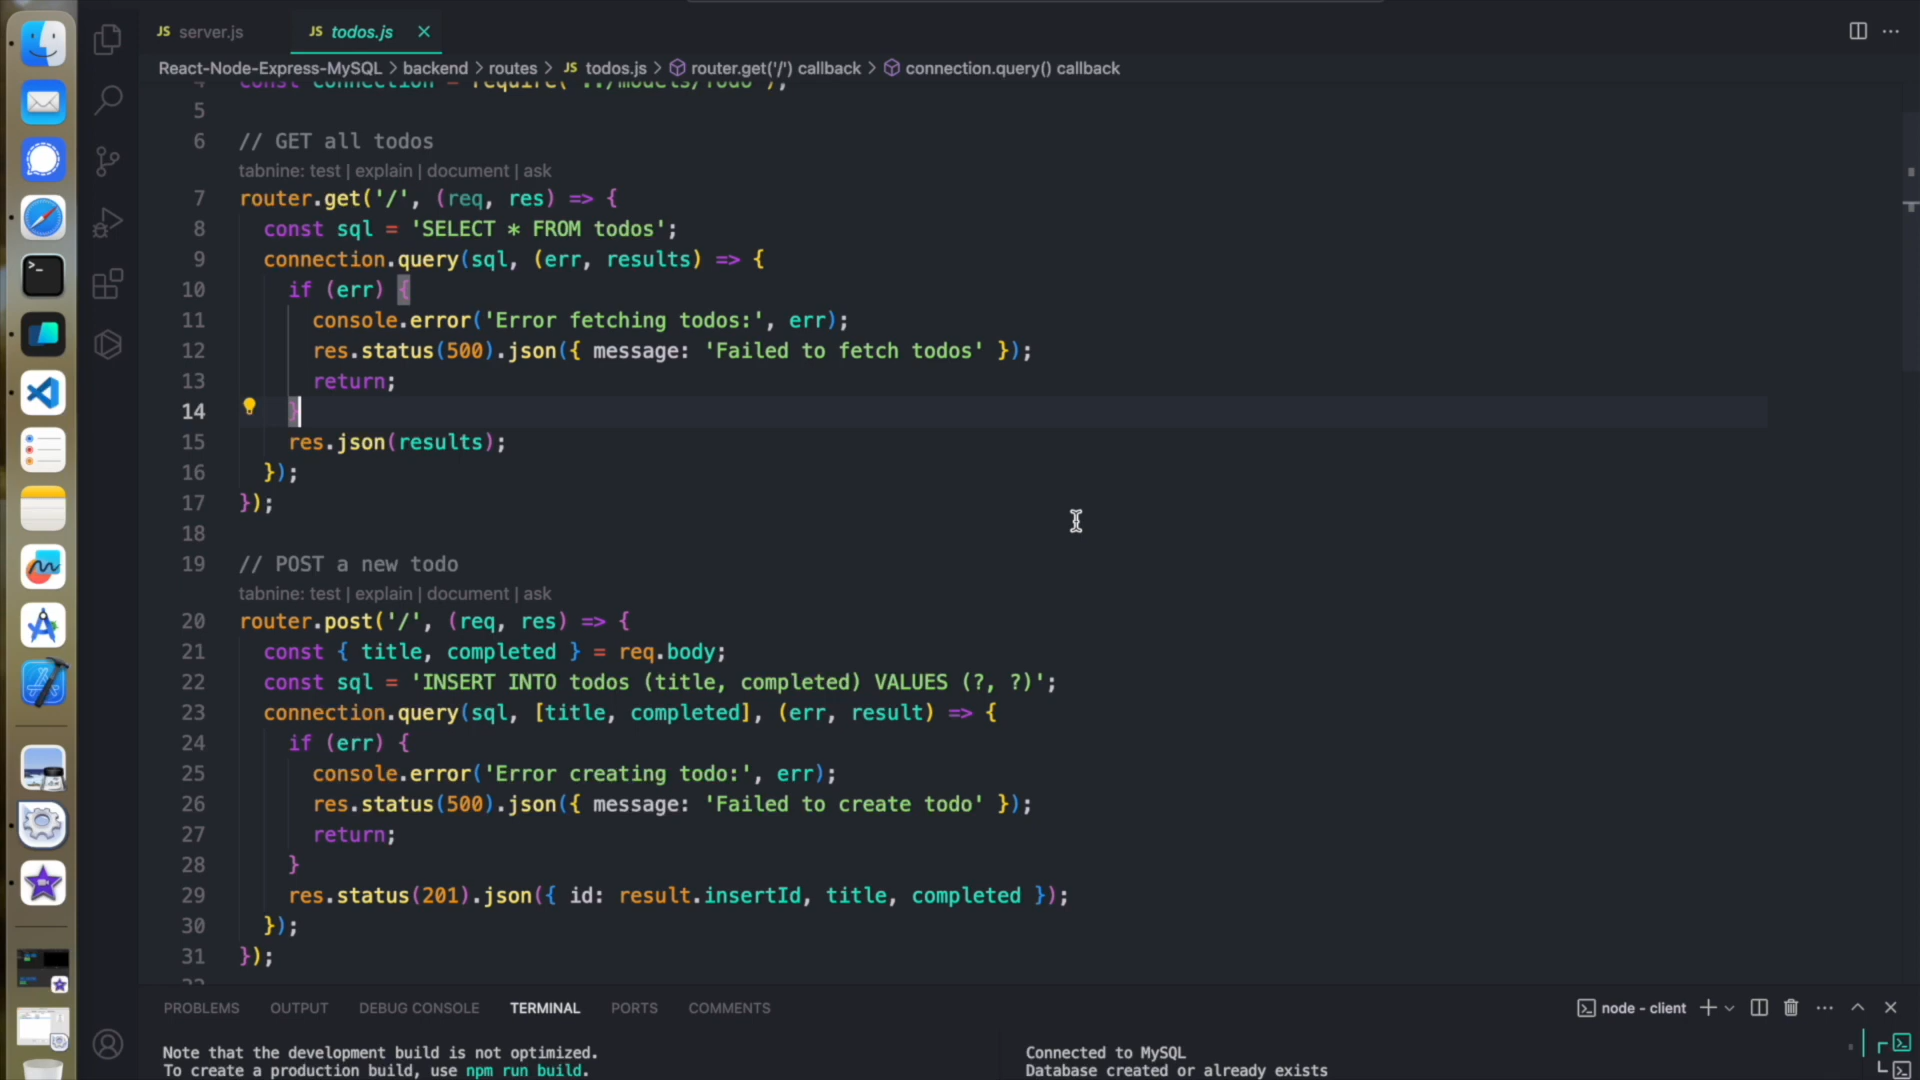 JS server.js
JS todos.js
React-Node-Express-MySQL > backend > routes > JS todos.js > router.get('/') callback > connection.query() callback
4 const connection = require('../models/Todo');
5
6 // GET all todos
tabnine: test | explain | document | ask
7 router.get('/', (req, res) => {
8 const sql = 'SELECT * FROM todos';
9 connection.query(sql, (err, results) => {
10 if (err) {
11 console.error('Error fetching todos:', err);
12 res.status(500).json({ message: 'Failed to fetch todos' });
13 return;
14 }
15 res.json(results);
16 });
17 });
18
19 // POST a new todo
tabnine: test | explain | document | ask
20 router.post('/', (req, res) => {
21 const { title, completed } = req.body;
22 const sql = 'INSERT INTO todos (title, completed) VALUES (?, ?)';
23 connection.query(sql, [title, completed], (err, result) => {
24 if (err) {
25 console.error('Error creating todo:', err);
26 res.status(500).json({ message: 'Failed to create todo' });
27 return;
28 }
29 res.status(201).json({ id: result.insertId, title, completed });
30 });
31 });
PROBLEMS OUTPUT DEBUG CONSOLE TERMINAL PORTS COMMENTS node - client
Note that the development build is not optimized.
To create a production build, use npm run build.
Connected to MySQL
Database created or already exists